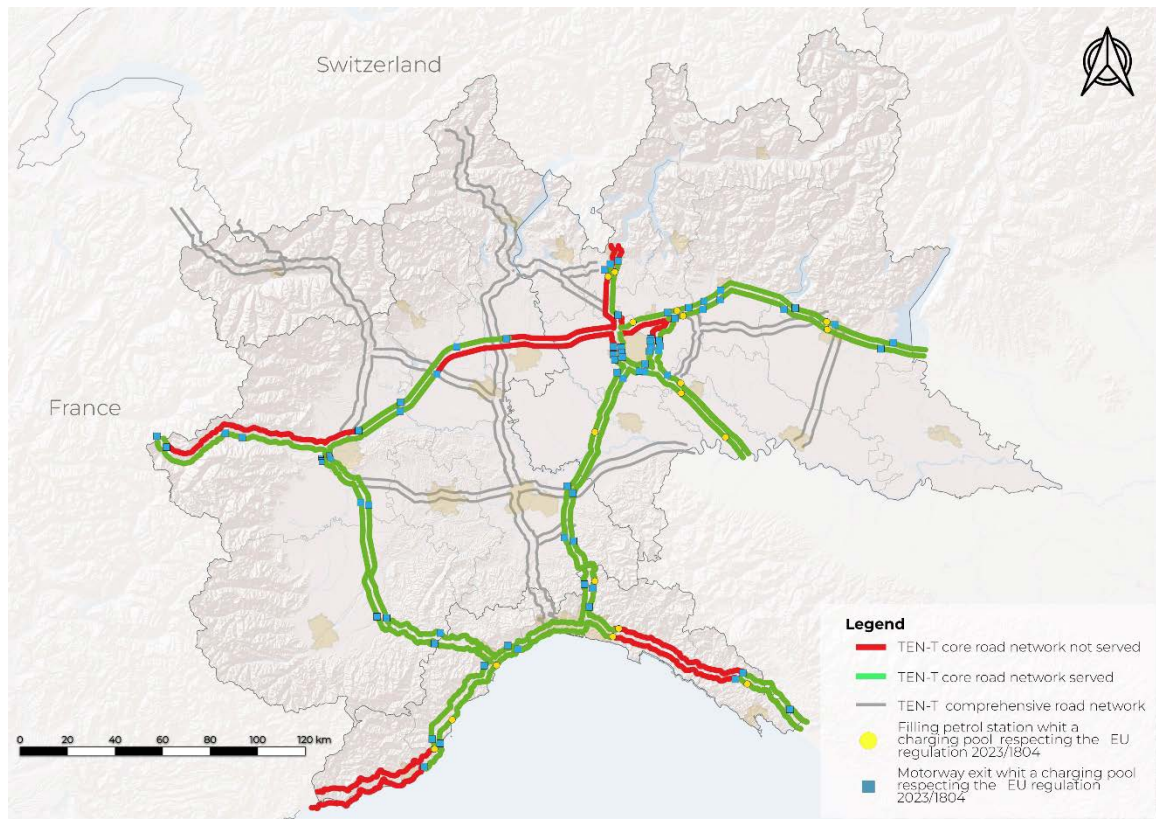 Switzerland
France
Legend
TEN-T core road network not served
TEN-T core road network served
TEN-T comprehensive road network
Filling petrol station whit a
charging pool respecting the EU
regulation 2023/1804
Motorway exit whit a charging pool
respecting the EU regulation
2023/1804
0 20 40 60 80 100 120 km